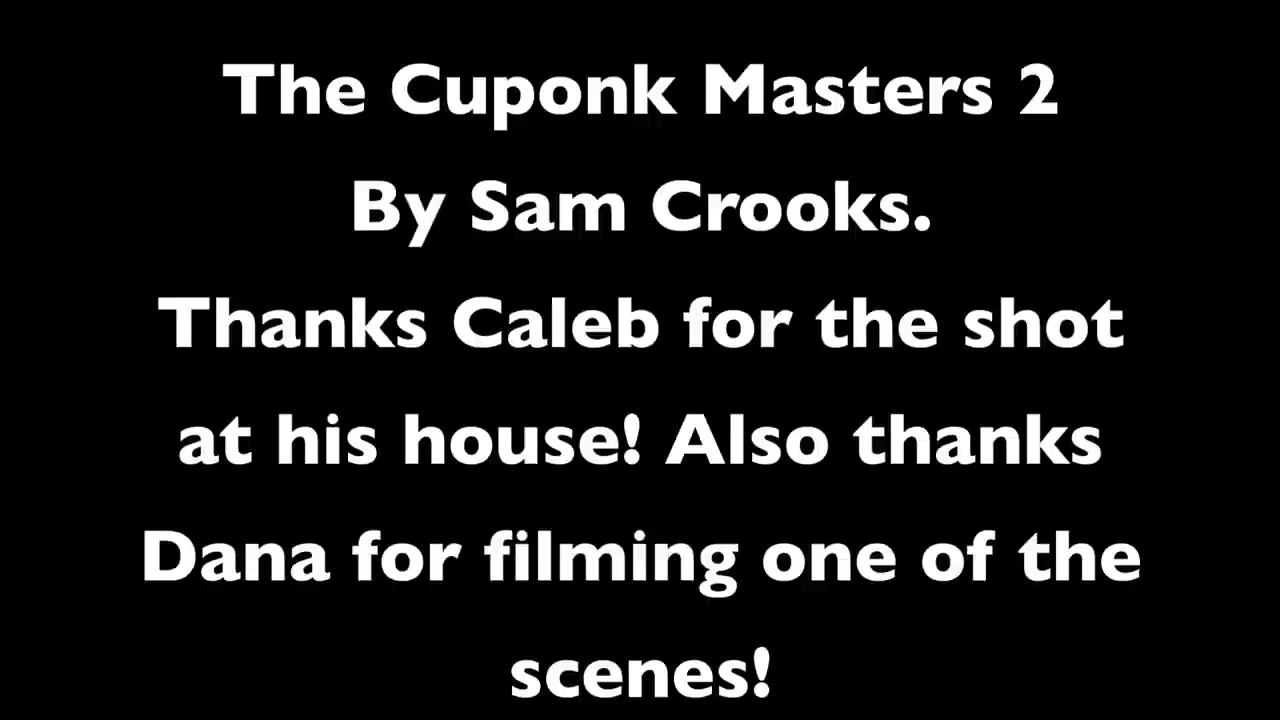 The Cuponk Masters 2
By Sam Crooks.
Thanks Caleb for the shot
at his house! Also thanks
Dana for filming one of the
scenes!